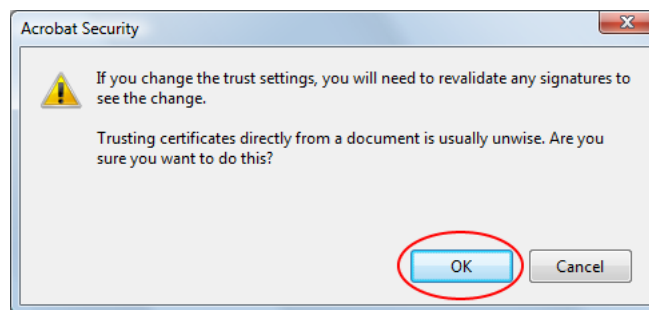 Acrobat Security
If you change the trust settings, you will need to revalidate any signatures to
see the change.
Trusting certificates directly from a document is usually unwise. Are you
sure you want to do this?
OK
Cancel